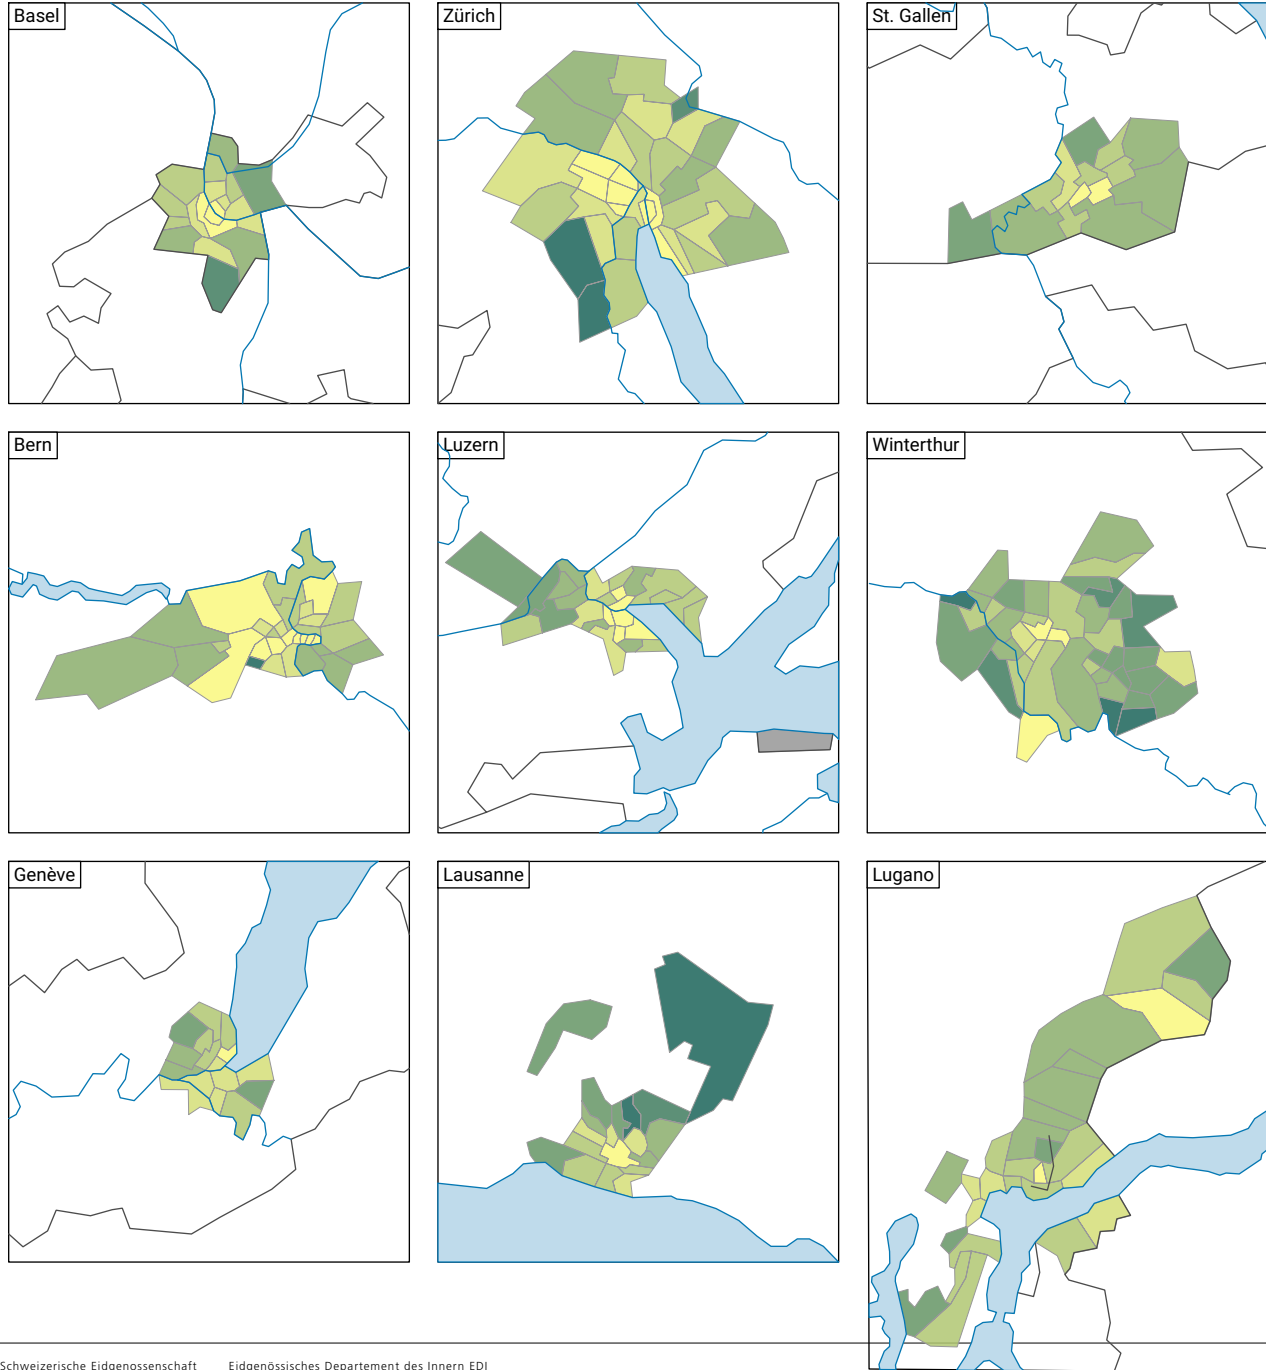 Basel
Zürich
St. Gallen
Bern
Luzern
Winterthur
Genève
Lausanne
Lugano
Schweizerische Eidgenossenschaft Eidgenössisches Departement des Innern EDI